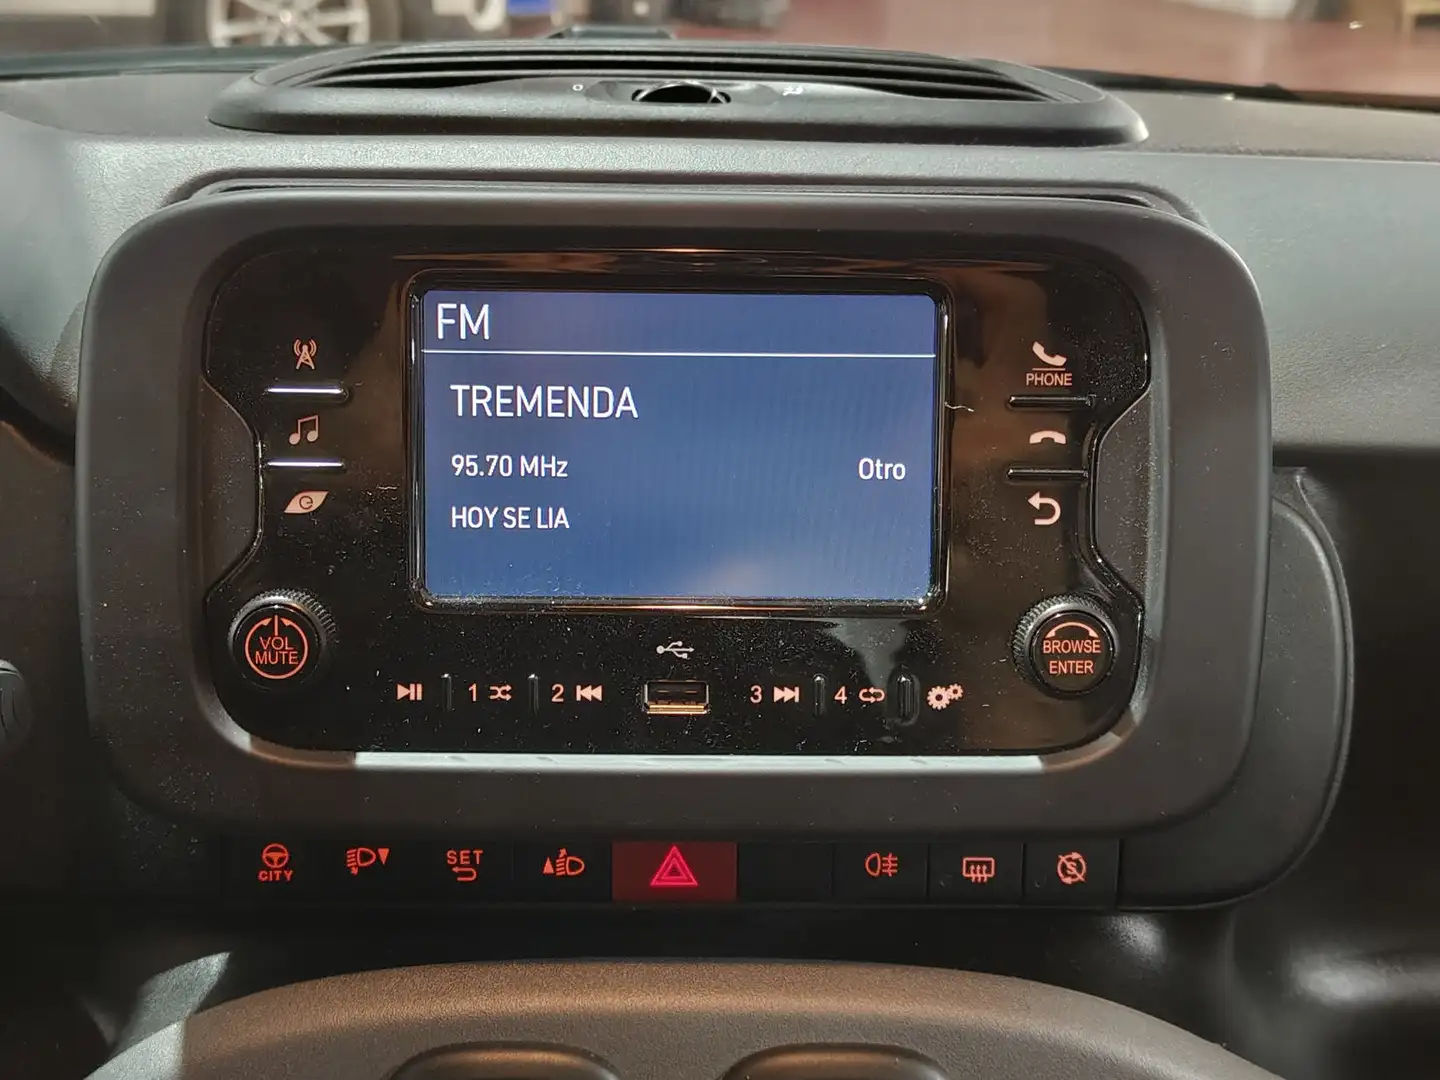 FM
TREMENDA
95.70 MHz Otro
HOY SE LIA
PHONE
VOL
MUTE
BROWSE
ENTER
1 2 3 4
CITY
SET